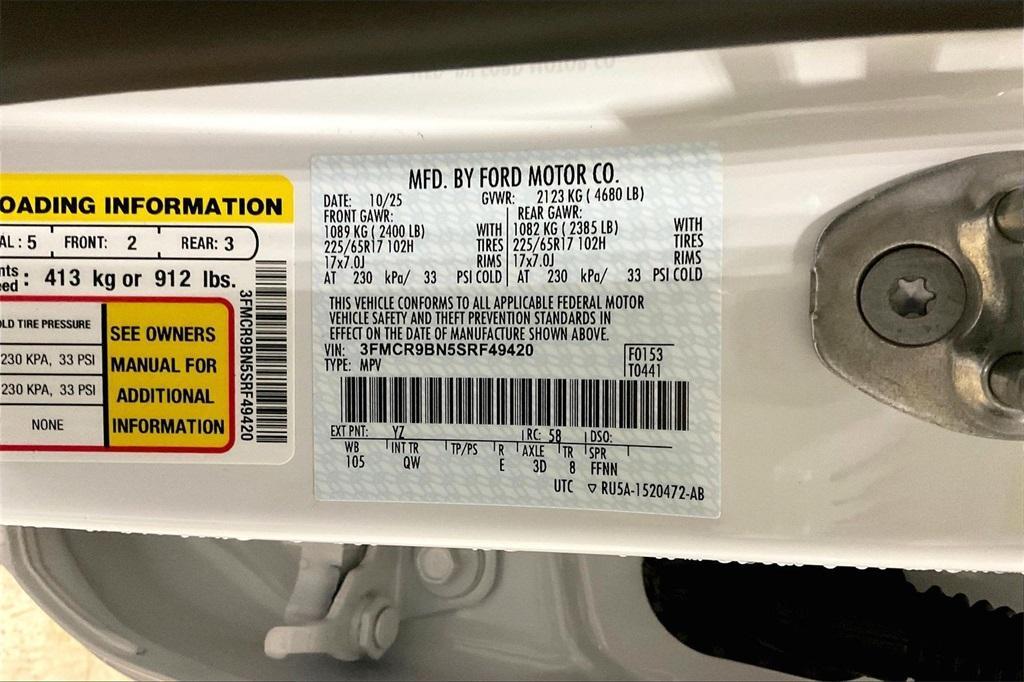 OADING INFORMATION
AL : 5 FRONT: 2 REAR: 3
nts
eed : 413 kg or 912 lbs.
LD TIRE PRESSURE
230 KPA, 33 PSI
230 KPA, 33 PSI
NONE
SEE OWNERS
MANUAL FOR
ADDITIONAL
INFORMATION
3FMCR9BN5SRF49420
MFD. BY FORD MOTOR CO.
DATE: 10/25 GVWR: 2123 KG ( 4680 LB)
FRONT GAWR: REAR GAWR:
1089 KG ( 2400 LB) WITH 1082 KG ( 2385 LB) WITH
225/65R17 102H TIRES 225/65R17 102H TIRES
17x7.0J RIMS 17x7.0J RIMS
AT 230 kPa/ 33 PSI COLD AT 230 kPa/ 33 PSI COLD
THIS VEHICLE CONFORMS TO ALL APPLICABLE FEDERAL MOTOR
VEHICLE SAFETY AND THEFT PREVENTION STANDARDS IN
EFFECT ON THE DATE OF MANUFACTURE SHOWN ABOVE.
VIN: 3FMCR9BN5SRF49420 F0153
TYPE: MPV T0441
EXT PNT: YZ RC: 58 DSO:
WB INT TR TP/PS R AXLE TR SPR
105 QW E 3D 8 FFNN
UTC ▽ RU5A-1520472-AB